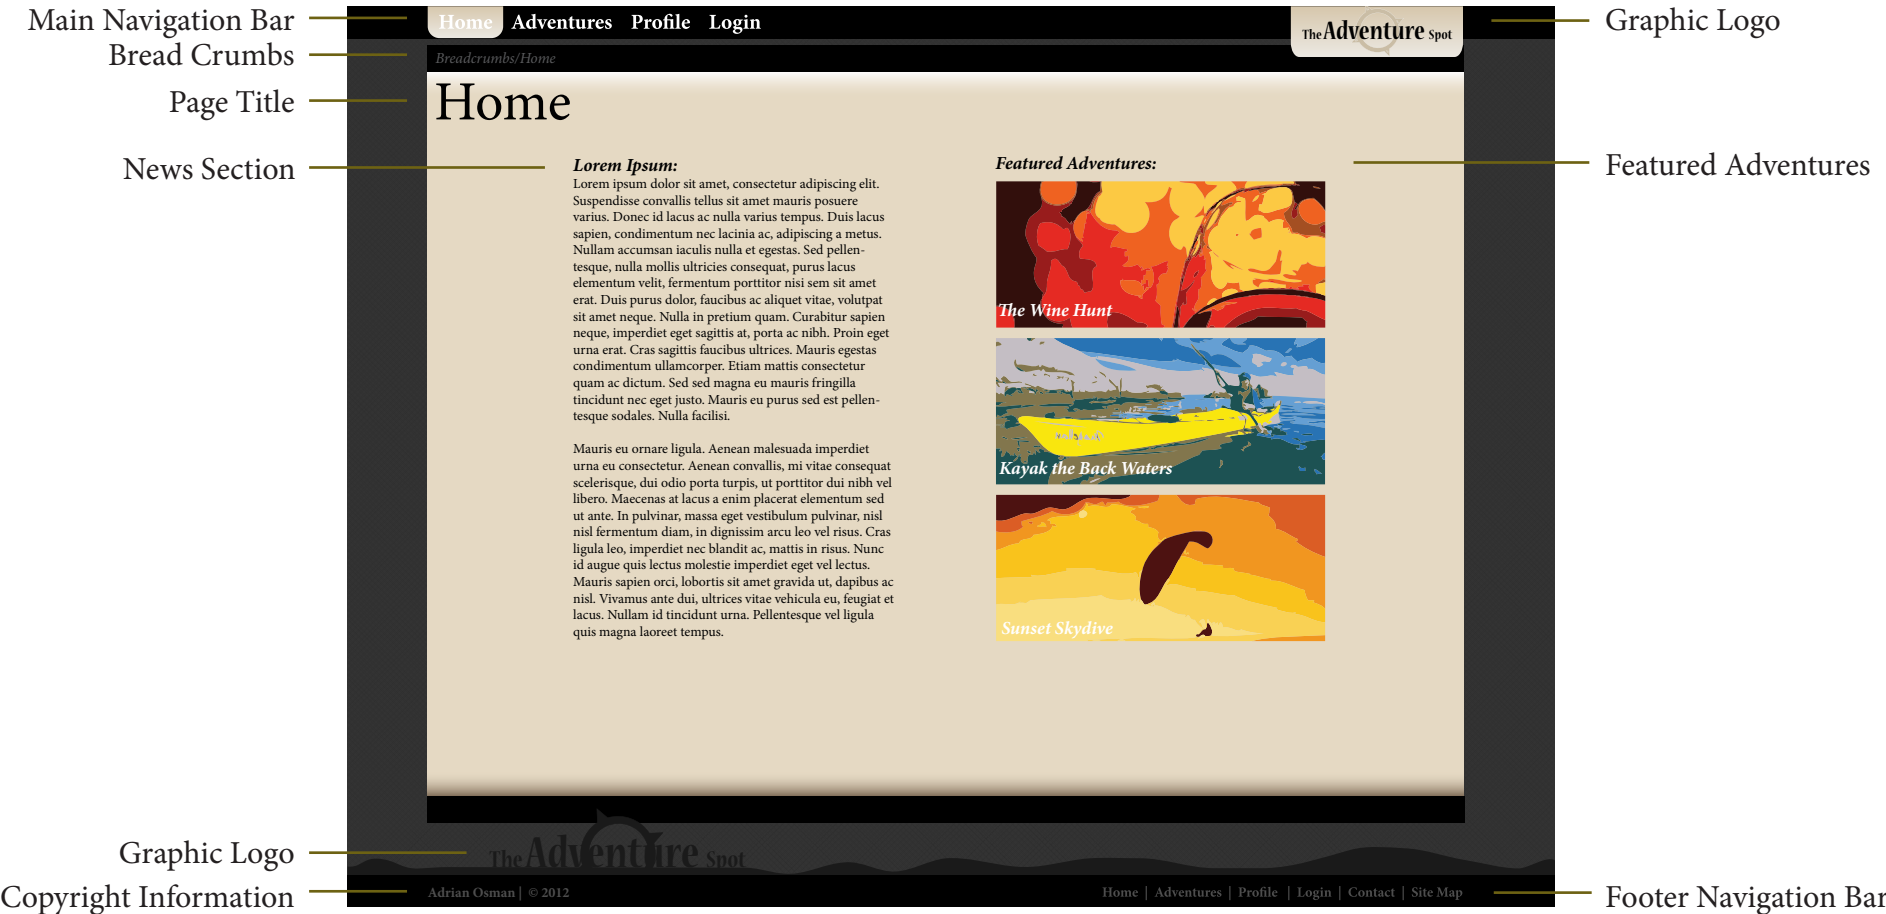 Main Navigation Bar
Home Adventures Profile Login
The Adventure Spot
Graphic Logo
Bread Crumbs
Breadcrumbs/Home
Page Title
Home
News Section
Lorem Ipsum:
Lorem ipsum dolor sit amet, consectetur adipiscing elit.
Suspendisse convallis tellus sit amet mauris posuere
varius. Donec id lacus ac nulla varius tempus. Duis lacus
sapien, condimentum nec lacinia ac, adipiscing a metus.
Nullam accumsan iaculis nulla et egestas. Sed pellen-
tesque, nulla mollis ultricies consequat, purus lacus
elementum velit, fermentum porttitor nisi sem sit amet
erat. Duis purus dolor, faucibus ac aliquet vitae, volutpat
sit amet neque. Nulla in pretium quam. Curabitur sapien
neque, imperdiet eget sagittis at, porta ac nibh. Proin eget
urna erat. Cras sagittis faucibus ultrices. Mauris egestas
condimentum ullamcorper. Etiam mattis consectetur
quam ac dictum. Sed sed magna eu mauris fringilla
tincidunt nec eget justo. Mauris eu purus sed est pellen-
tesque sodales. Nulla facilisi.
Mauris eu ornare ligula. Aenean malesuada imperdiet
urna eu consectetur. Aenean convallis, mi vitae consequat
scelerisque, dui odio porta turpis, ut porttitor dui nibh vel
libero. Maecenas at lacus a enim placerat elementum sed
ut ante. In pulvinar, massa eget vestibulum pulvinar, nisl
nisl fermentum diam, in dignissim arcu leo vel risus. Cras
ligula leo, imperdiet nec blandit ac, mattis in risus. Nunc
id augue quis lectus molestie imperdiet eget vel lectus.
Mauris sapien orci, lobortis sit amet gravida ut, dapibus ac
nisl. Vivamus ante dui, ultrices vitae vehicula eu, feugiat et
lacus. Nullam id tincidunt urna. Pellentesque vel ligula
quis magna laoreet tempus.
Featured Adventures:
Featured Adventures
The Wine Hunt
Kayak the Back Waters
Sunset Skydive
Graphic Logo
The Adventure Spot
Copyright Information
Adrian Osman | © 2012
Home | Adventures | Profile | Login | Contact | Site Map
Footer Navigation Bar